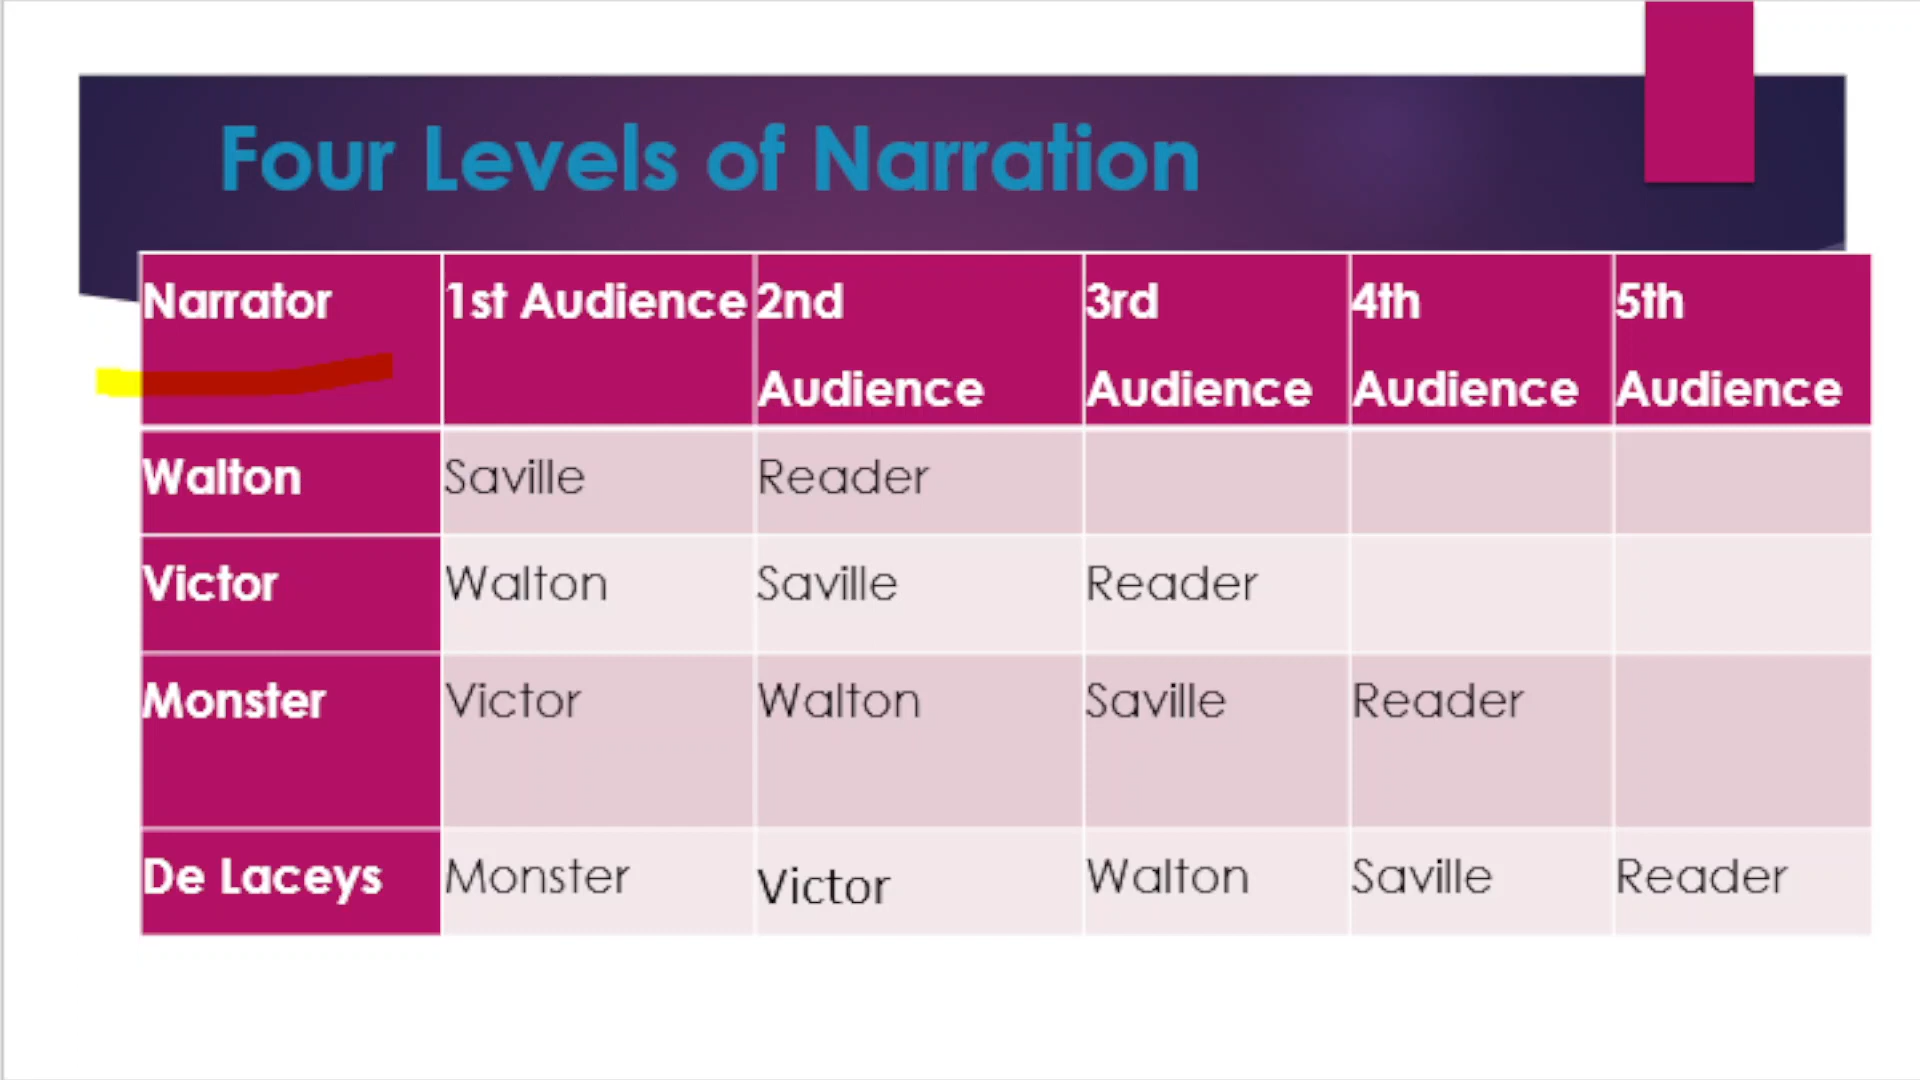 Four Levels of Narration
Narrator 1st Audience 2nd Audience 3rd Audience 4th Audience 5th Audience
Walton Saville Reader
Victor Walton Saville Reader
Monster Victor Walton Saville Reader
De Laceys Monster Victor Walton Saville Reader